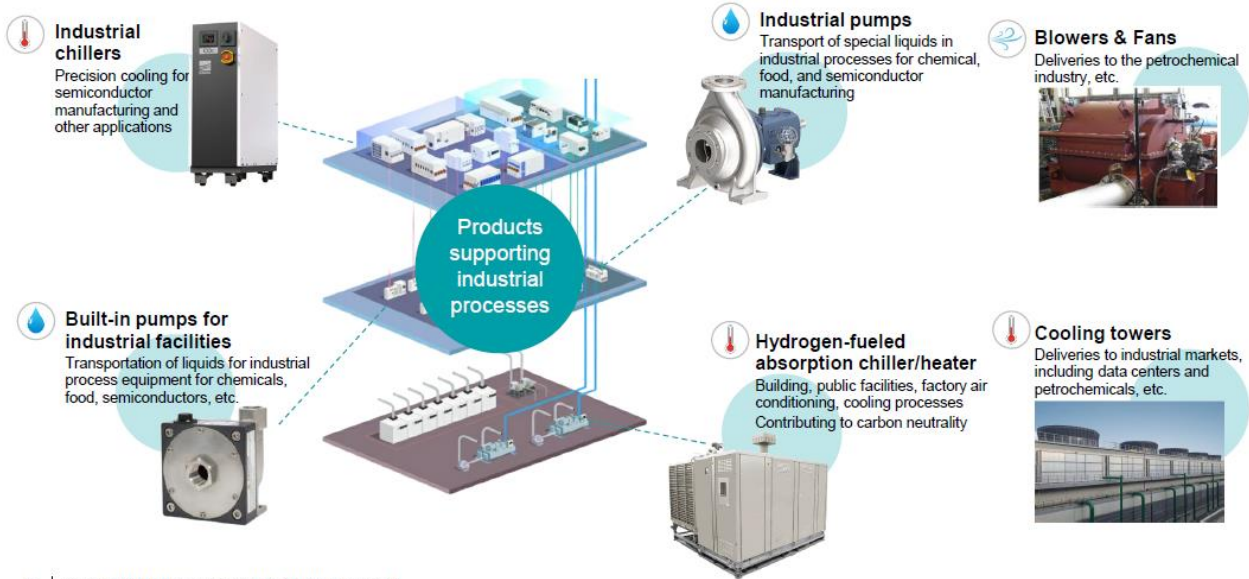 Industrial
chillers
Precision cooling for
semiconductor
manufacturing and
other applications
Industrial pumps
Transport of special liquids in
industrial processes for chemical,
food, and semiconductor
manufacturing
Blowers & Fans
Deliveries to the petrochemical
industry, etc.
Products
supporting
industrial
processes
Built-in pumps for
industrial facilities
Transportation of liquids for industrial
process equipment for chemicals,
food, semiconductors, etc.
Hydrogen-fueled
absorption chiller/heater
Building, public facilities, factory air
conditioning, cooling processes
Contributing to carbon neutrality
Cooling towers
Deliveries to industrial markets,
including data centers and
petrochemicals, etc.